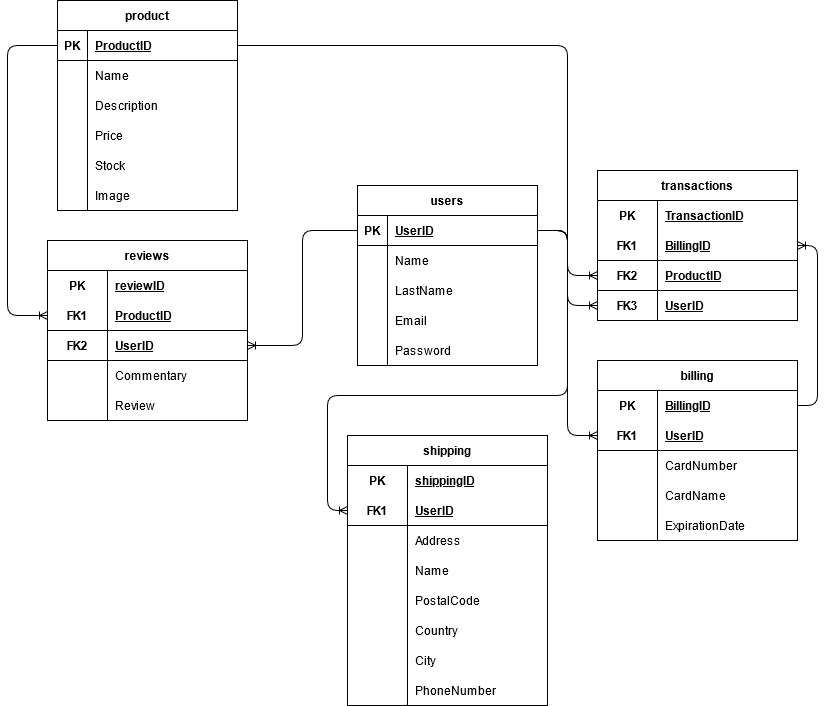 product
PK ProductID
Name
Description
Price
Stock
Image
users
PK UserID
Name
LastName
Email
Password
transactions
PK TransactionID
FK1 BillingID
FK2 ProductID
FK3 UserID
reviews
PK reviewID
FK1 ProductID
FK2 UserID
Commentary
Review
billing
PK BillingID
FK1 UserID
CardNumber
CardName
ExpirationDate
shipping
PK shippingID
FK1 UserID
Address
Name
PostalCode
Country
City
PhoneNumber